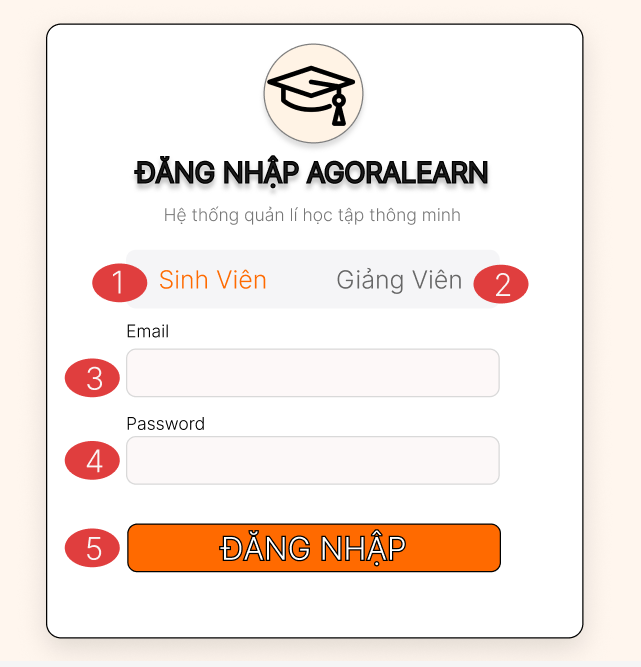 ĐĂNG NHẬP AGORALEARN
Hệ thống quản lí học tập thông minh
1 Sinh Viên Giảng Viên 2
Email
3
Password
4
5 ĐĂNG NHẬP